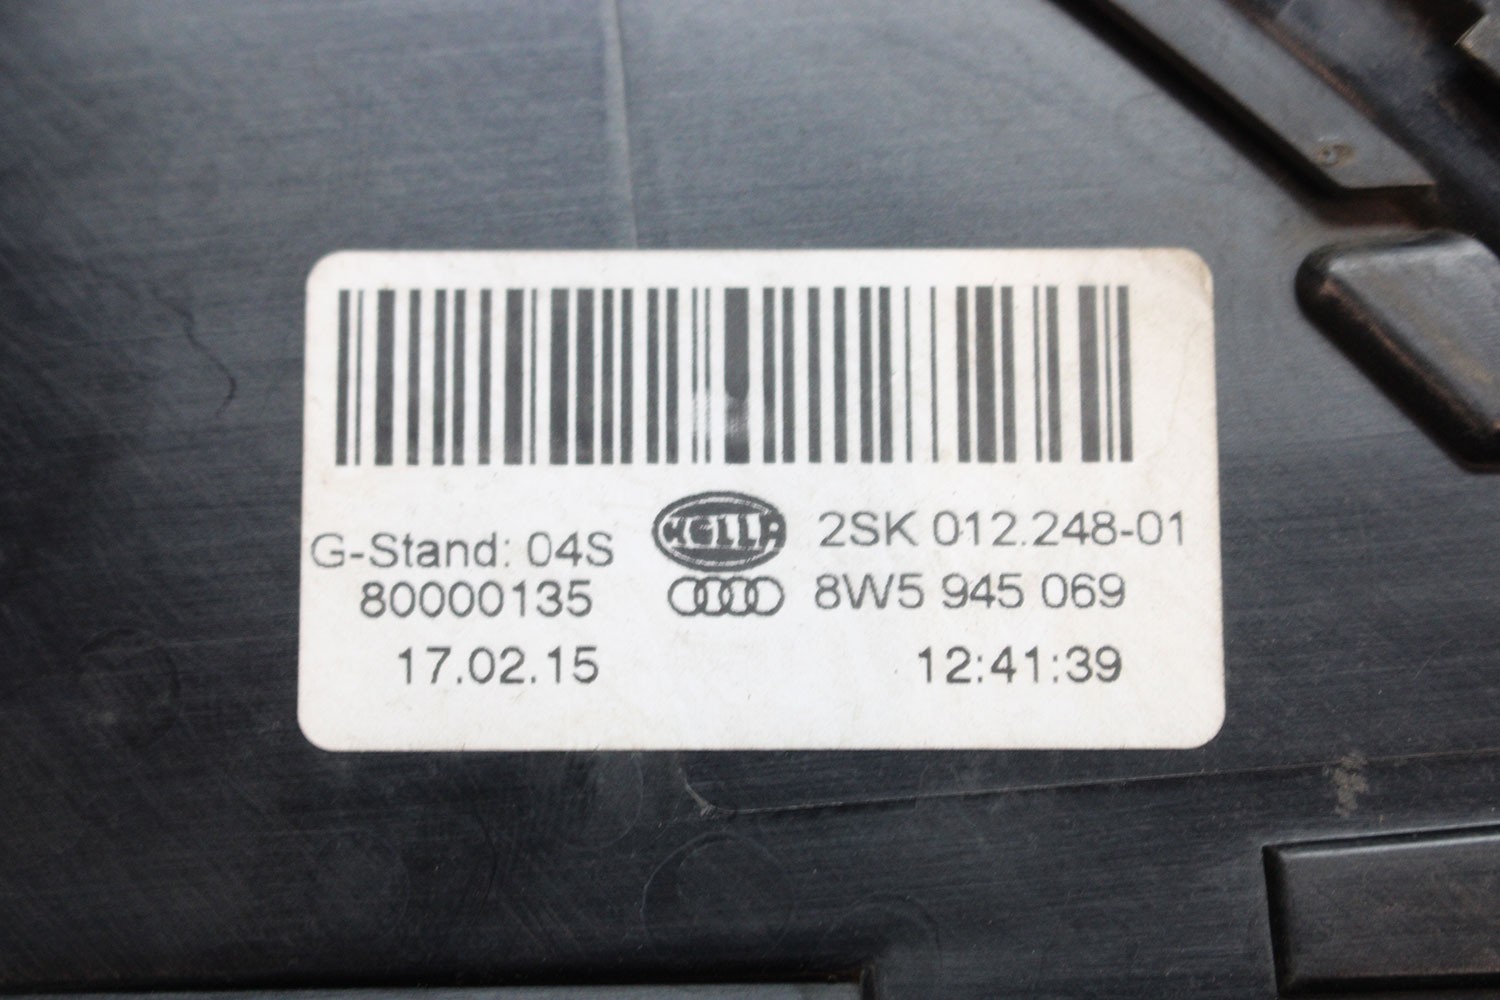 HELLA 2SK 012.248-01
G-Stand: 04S
80000135 8W5 945 069
17.02.15 12:41:39